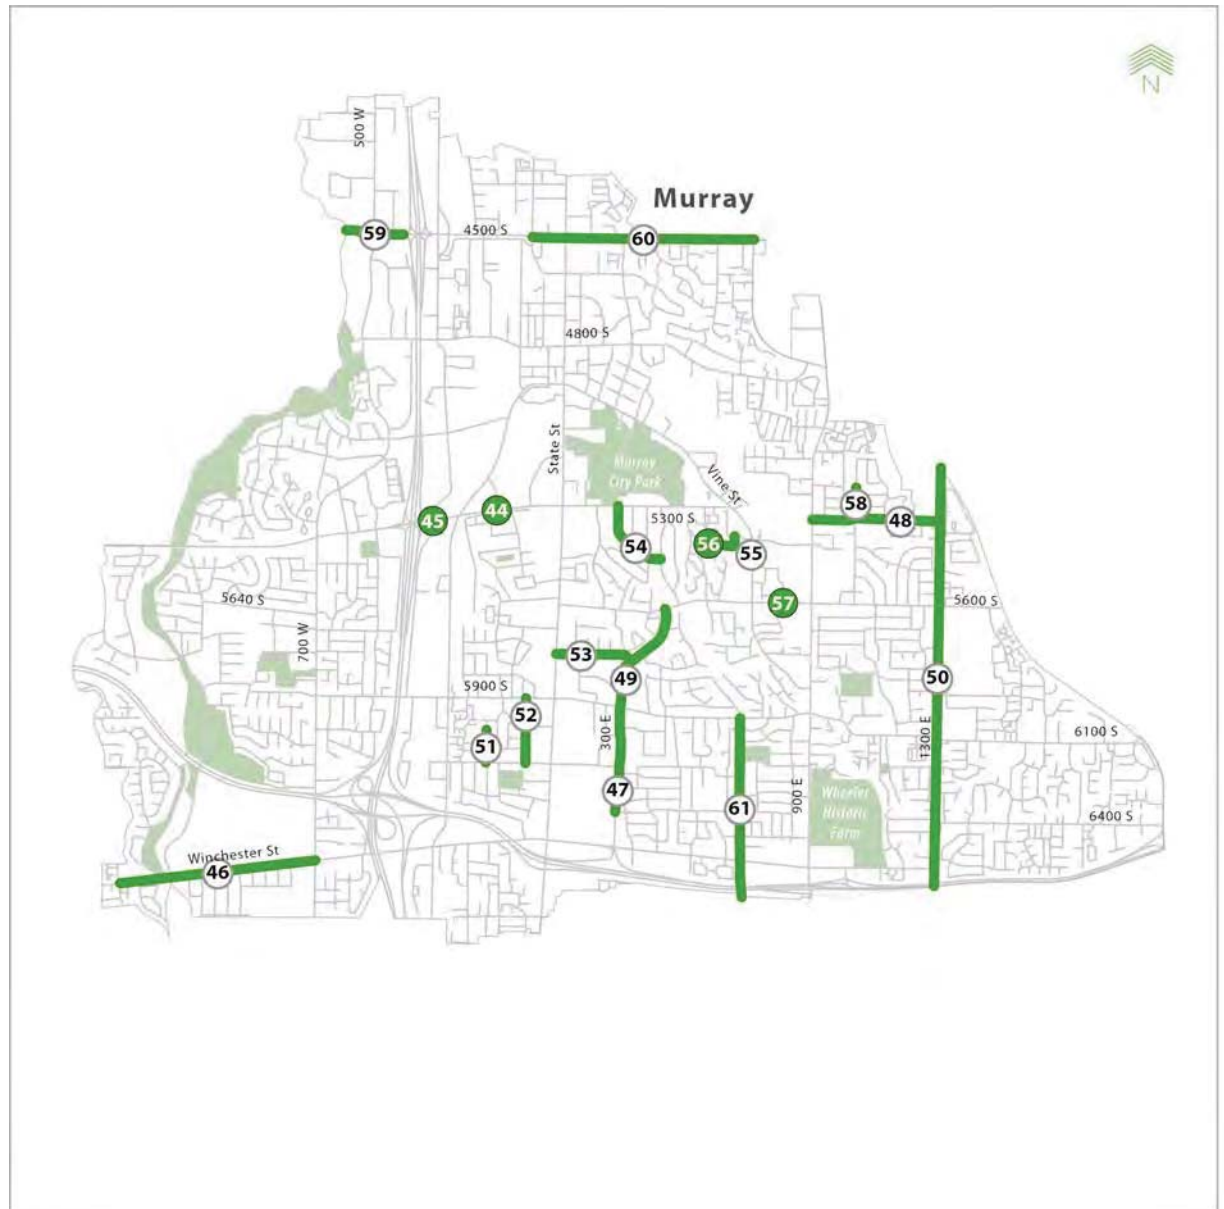 N
500 W
Murray
59
4500 S
60
4800 S
State St
Murray
City Park
Vine St
58
45
44
5300 S
48
54
56
55
5640 S
57
5600 S
700 W
53
49
50
5900 S
52
300 E
1300 E
6100 S
51
47
900 E
61
Wheeler
Historic
Farm
6400 S
Winchester St
46